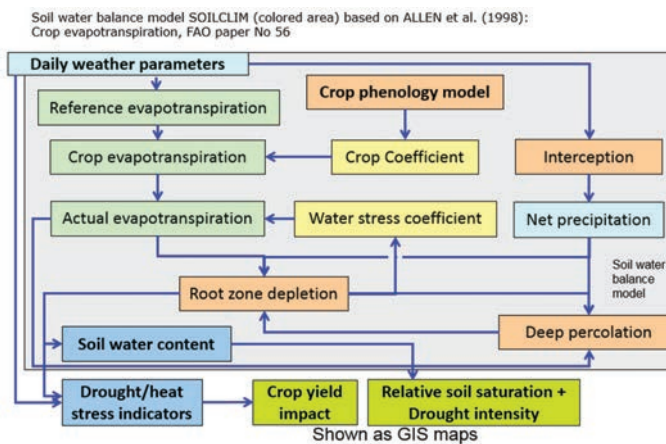 Soil water balance model SOILCLIM (colored area) based on ALLEN et al. (1998):
Crop evapotranspiration, FAO paper No 56
Daily weather parameters
Reference evapotranspiration
Crop phenology model
Crop evapotranspiration
Crop Coefficient
Interception
Actual evapotranspiration
Water stress coefficient
Net precipitation
Soil water
balance
model
Root zone depletion
Deep percolation
Soil water content
Drought/heat
stress indicators
Crop yield
impact
Relative soil saturation +
Drought intensity
Shown as GIS maps